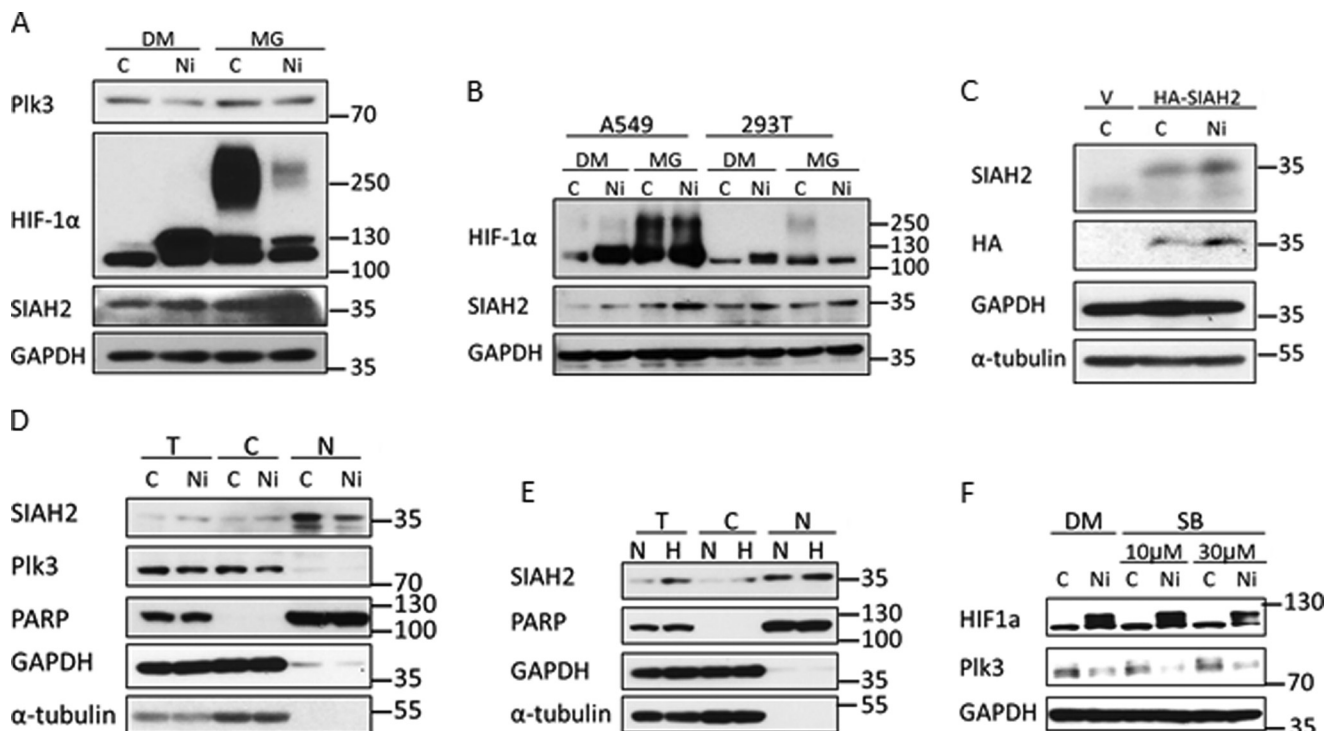 A
DM MG
C Ni C Ni
Plk3
70
HIF-1α
250
130
100
SIAH2
35
GAPDH
35
B
A549 293T
DM MG DM MG
C Ni C Ni C Ni C Ni
HIF-1α
250
130
100
SIAH2
35
GAPDH
35
C
V HA-SIAH2
C C Ni
SIAH2
35
HA
35
GAPDH
35
α-tubulin
55
D
T C N
C Ni C Ni C Ni
SIAH2
35
Plk3
70
PARP
130
100
GAPDH
35
α-tubulin
55
E
T C N
N H N H N H
SIAH2
35
PARP
130
100
GAPDH
35
α-tubulin
55
F
DM SB
10μM 30μM
C Ni C Ni C Ni
HIF1a
130
Plk3
70
GAPDH
35